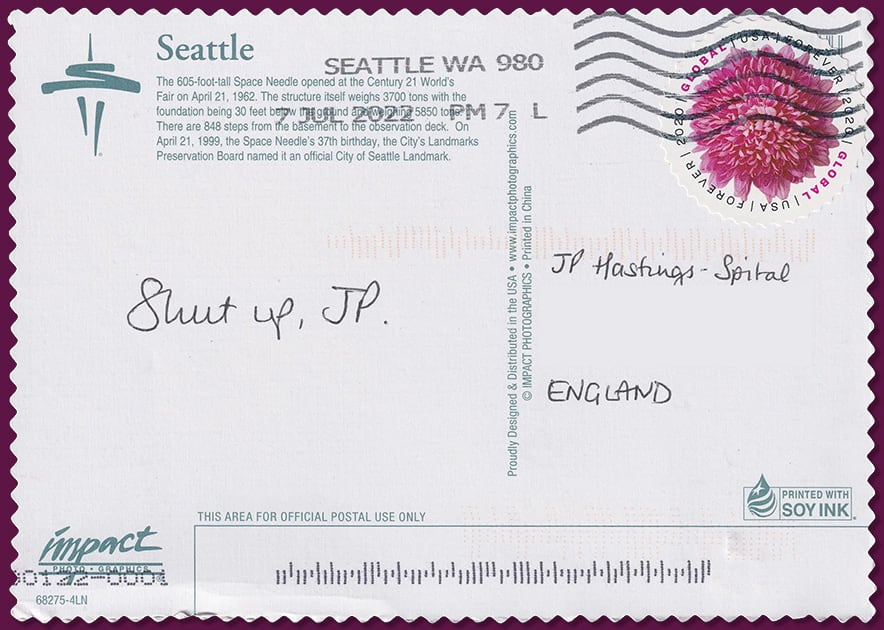 Seattle
The 605-foot-tall Space Needle opened at the Century 21 World's
Fair on April 21, 1962. The structure itself weighs 3700 tons with the
foundation being 30 feet below the ground and weighing 5850 tons.
There are 848 steps from the basement to the observation deck. On
April 21, 1999, the Space Needle's 37th birthday, the City's Landmarks
Preservation Board named it an official City of Seattle Landmark.
SEATTLE WA 980
7 JUL 2022 PM 7 L
GLOBAL | USA | FOREVER | 2020 | GLOBAL | USA | FOREVER | 2020 |
Shut up, JP.
Proudly Designed & Distributed in the USA • www.impactphotographics.com
© IMPACT PHOTOGRAPHICS • Printed in China
JP Hastings-Spital
ENGLAND
PRINTED WITH
SOY INK
THIS AREA FOR OFFICIAL POSTAL USE ONLY
impact
PHOTO • GRAPHICS
68275-4LN